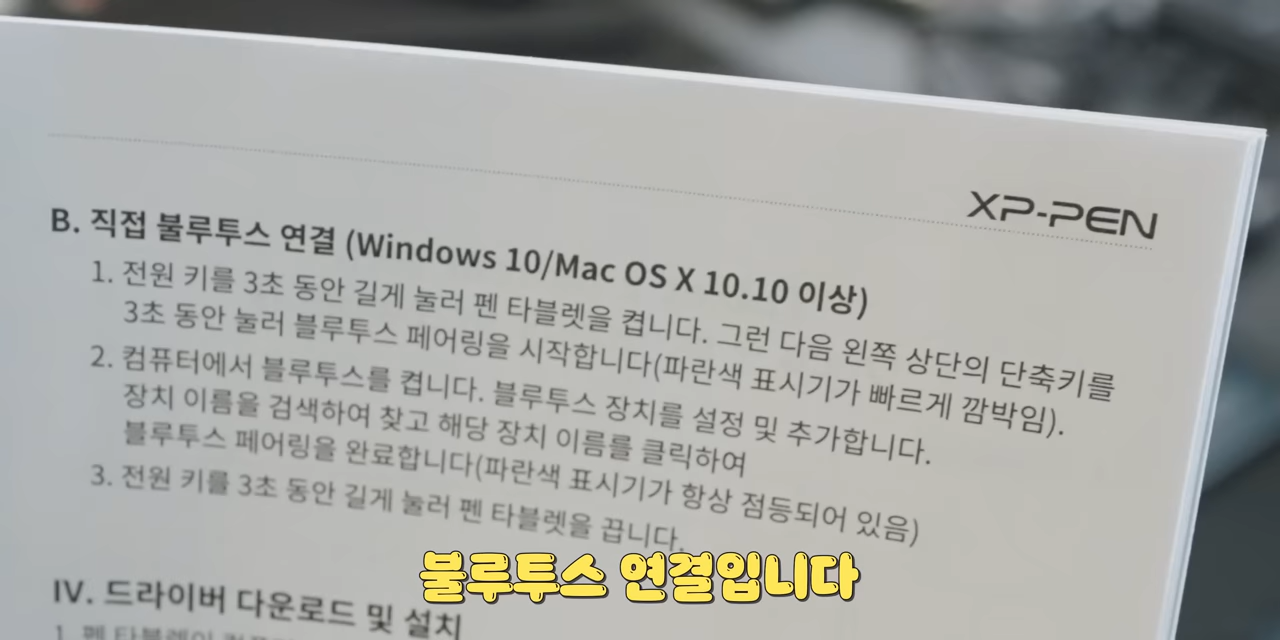 XP-PEN
B. 직접 불루투스 연결 (Windows 10/Mac OS X 10.10 이상)
1. 전원 키를 3초 동안 길게 눌러 펜 타블렛을 켭니다. 그런 다음 왼쪽 상단의 단축키를
3초 동안 눌러 블루투스 페어링을 시작합니다(파란색 표시기가 빠르게 깜박임).
2. 컴퓨터에서 블루투스를 켭니다. 블루투스 장치를 설정 및 추가합니다.
장치 이름을 검색하여 찾고 해당 장치 이름를 클릭하여
블루투스 페어링을 완료합니다(파란색 표시기가 항상 점등되어 있음)
3. 전원 키를 3초 동안 길게 눌러 펜 타블렛을 끕니다.
불루투스 연결입니다
IV. 드라이버 다운로드 및 설치
1. 펜 타블렛이